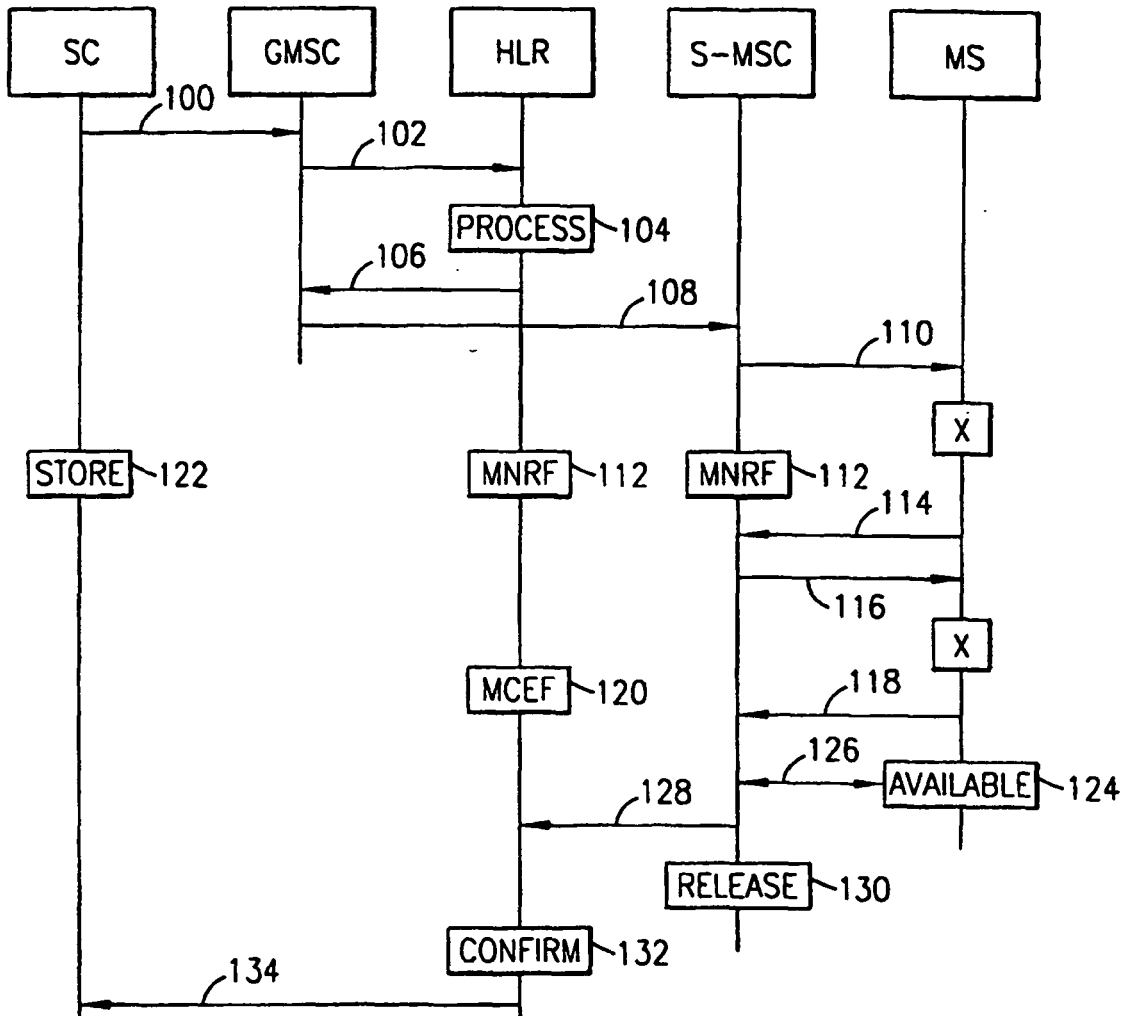 SC GMSC HLR S-MSC MS
100
102
PROCESS 104
106
108
110
X
STORE 122 MNRF 112 MNRF 112
114
116
X
MCEF 120
118
126
AVAILABLE 124
128
RELEASE 130
CONFIRM 132
134